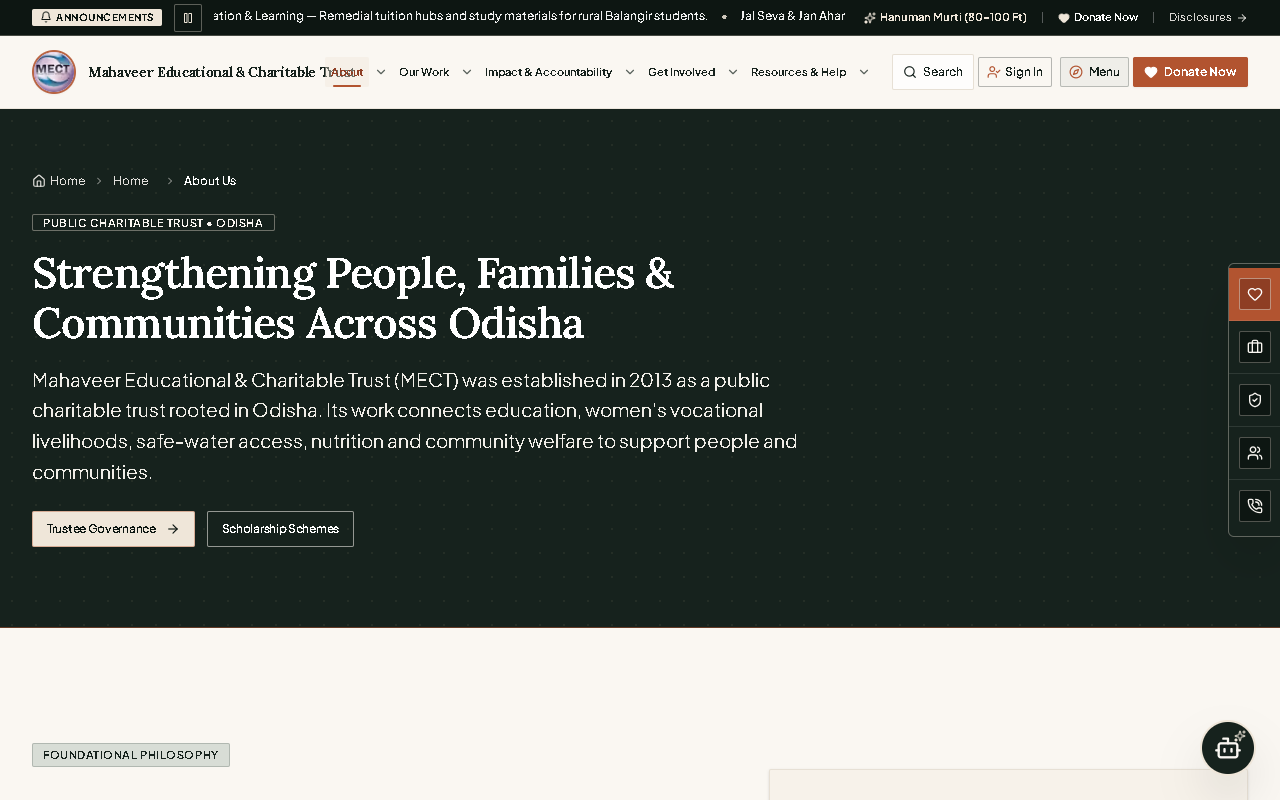 ANNOUNCEMENTS
ation & Learning — Remedial tuition hubs and study materials for rural Balangir students. • Jal Seva & Jan Ahar
Hanuman Murti (80–100 Ft)
Donate Now
Disclosures →
MECT
Mahaveer Educational & Charitable Trust
About
Our Work
Impact & Accountability
Get Involved
Resources & Help
Search
Sign In
Menu
Donate Now
Home > Home > About Us
PUBLIC CHARITABLE TRUST • ODISHA
Strengthening People, Families &
Communities Across Odisha
Mahaveer Educational & Charitable Trust (MECT) was established in 2013 as a public
charitable trust rooted in Odisha. Its work connects education, women's vocational
livelihoods, safe-water access, nutrition and community welfare to support people and
communities.
Trustee Governance →
Scholarship Schemes
FOUNDATIONAL PHILOSOPHY